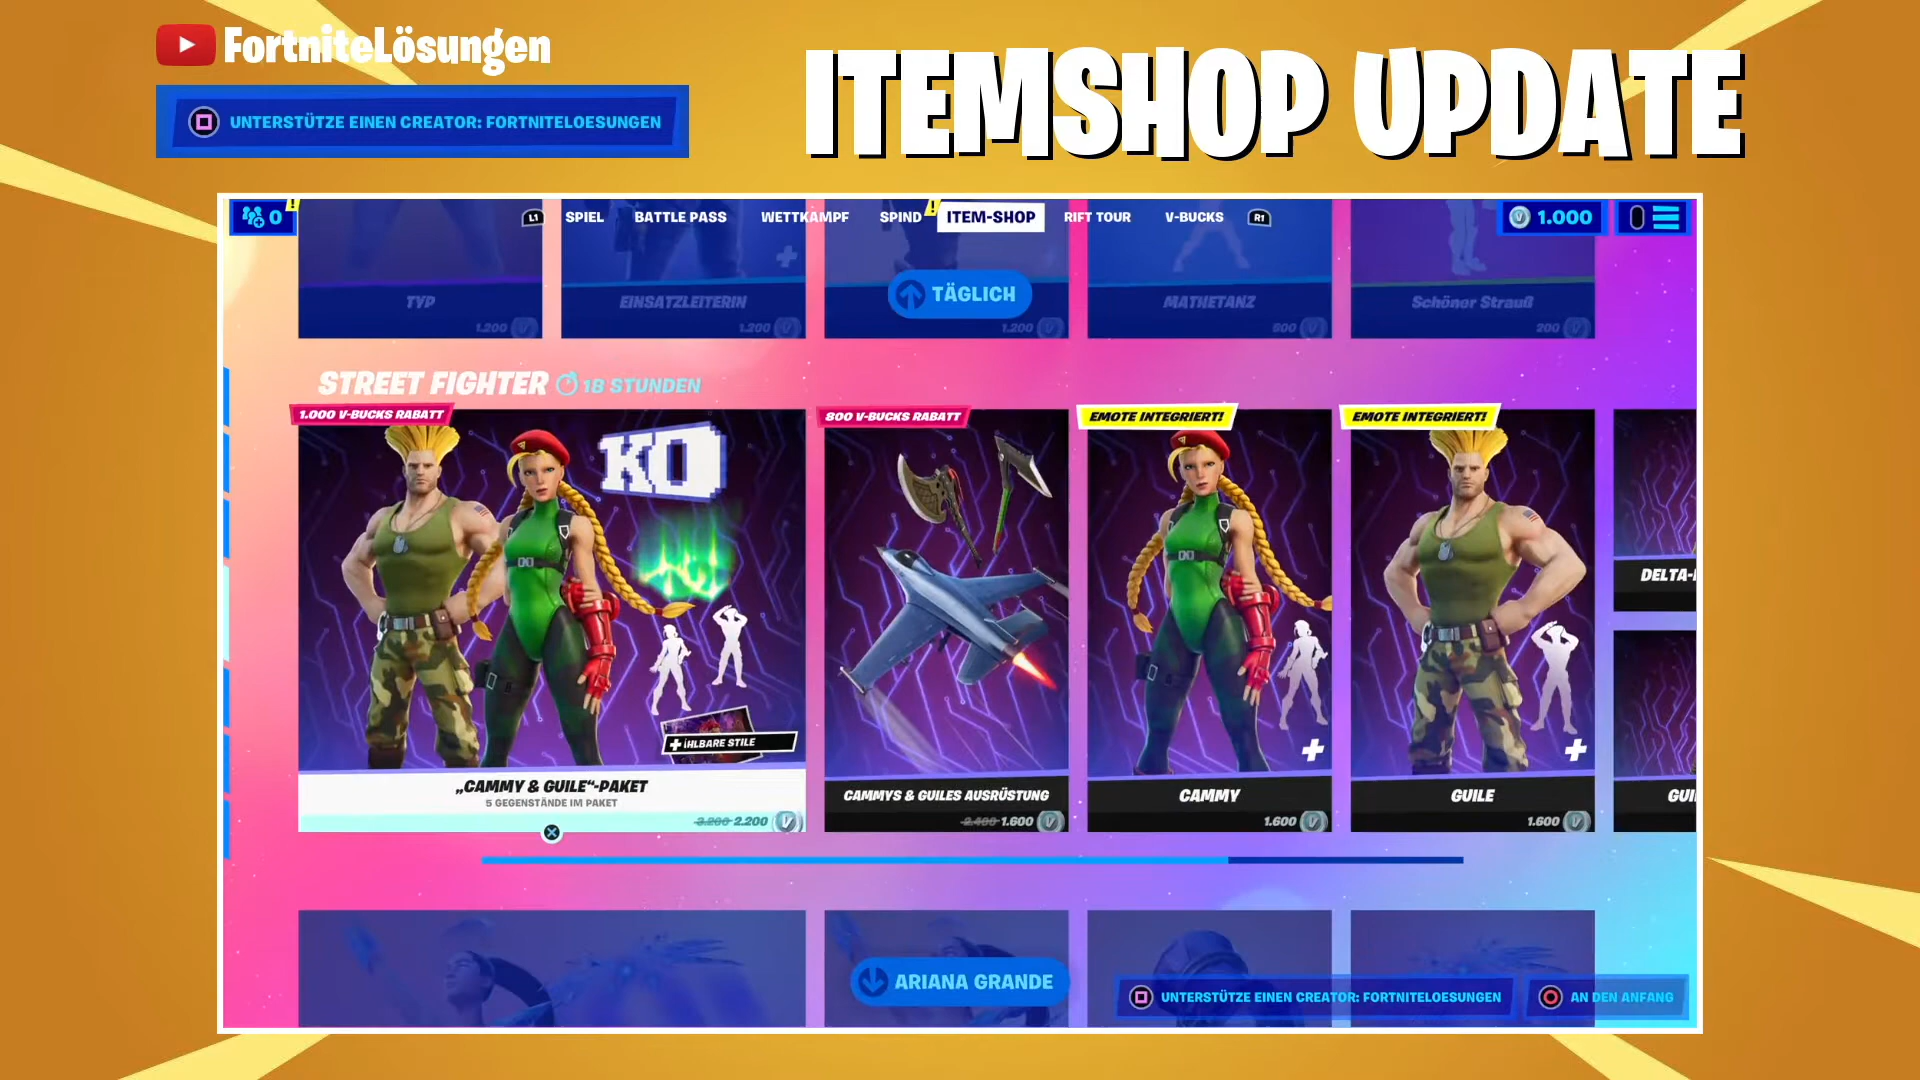 FortniteLösungen
UNTERSTÜTZE EINEN CREATOR: FORTNITELOESUNGEN
ITEMSHOP UPDATE
0
!
L1
SPIEL
BATTLE PASS
WETTKAMPF
SPIND
!
ITEM-SHOP
RIFT TOUR
V-BUCKS
R1
1.000
TÄGLICH
TYP
1.200
EINSATZLEITERIN
1.200
1.200
MATHETANZ
500
Schöner Strauß
200
STREET FIGHTER
18 STUNDEN
1.000 V-BUCKS RABATT
KO
+
HLBARE STILE
„CAMMY & GUILE“-PAKET
5 GEGENSTÄNDE IM PAKET
3.200 2.200
800 V-BUCKS RABATT
CAMMYS & GUILES AUSRÜSTUNG
2.400 1.600
EMOTE INTEGRIERT!
CAMMY
1.600
EMOTE INTEGRIERT!
GUILE
1.600
DELTA-
GUI
ARIANA GRANDE
UNTERSTÜTZE EINEN CREATOR: FORTNITELOESUNGEN
AN DEN ANFANG